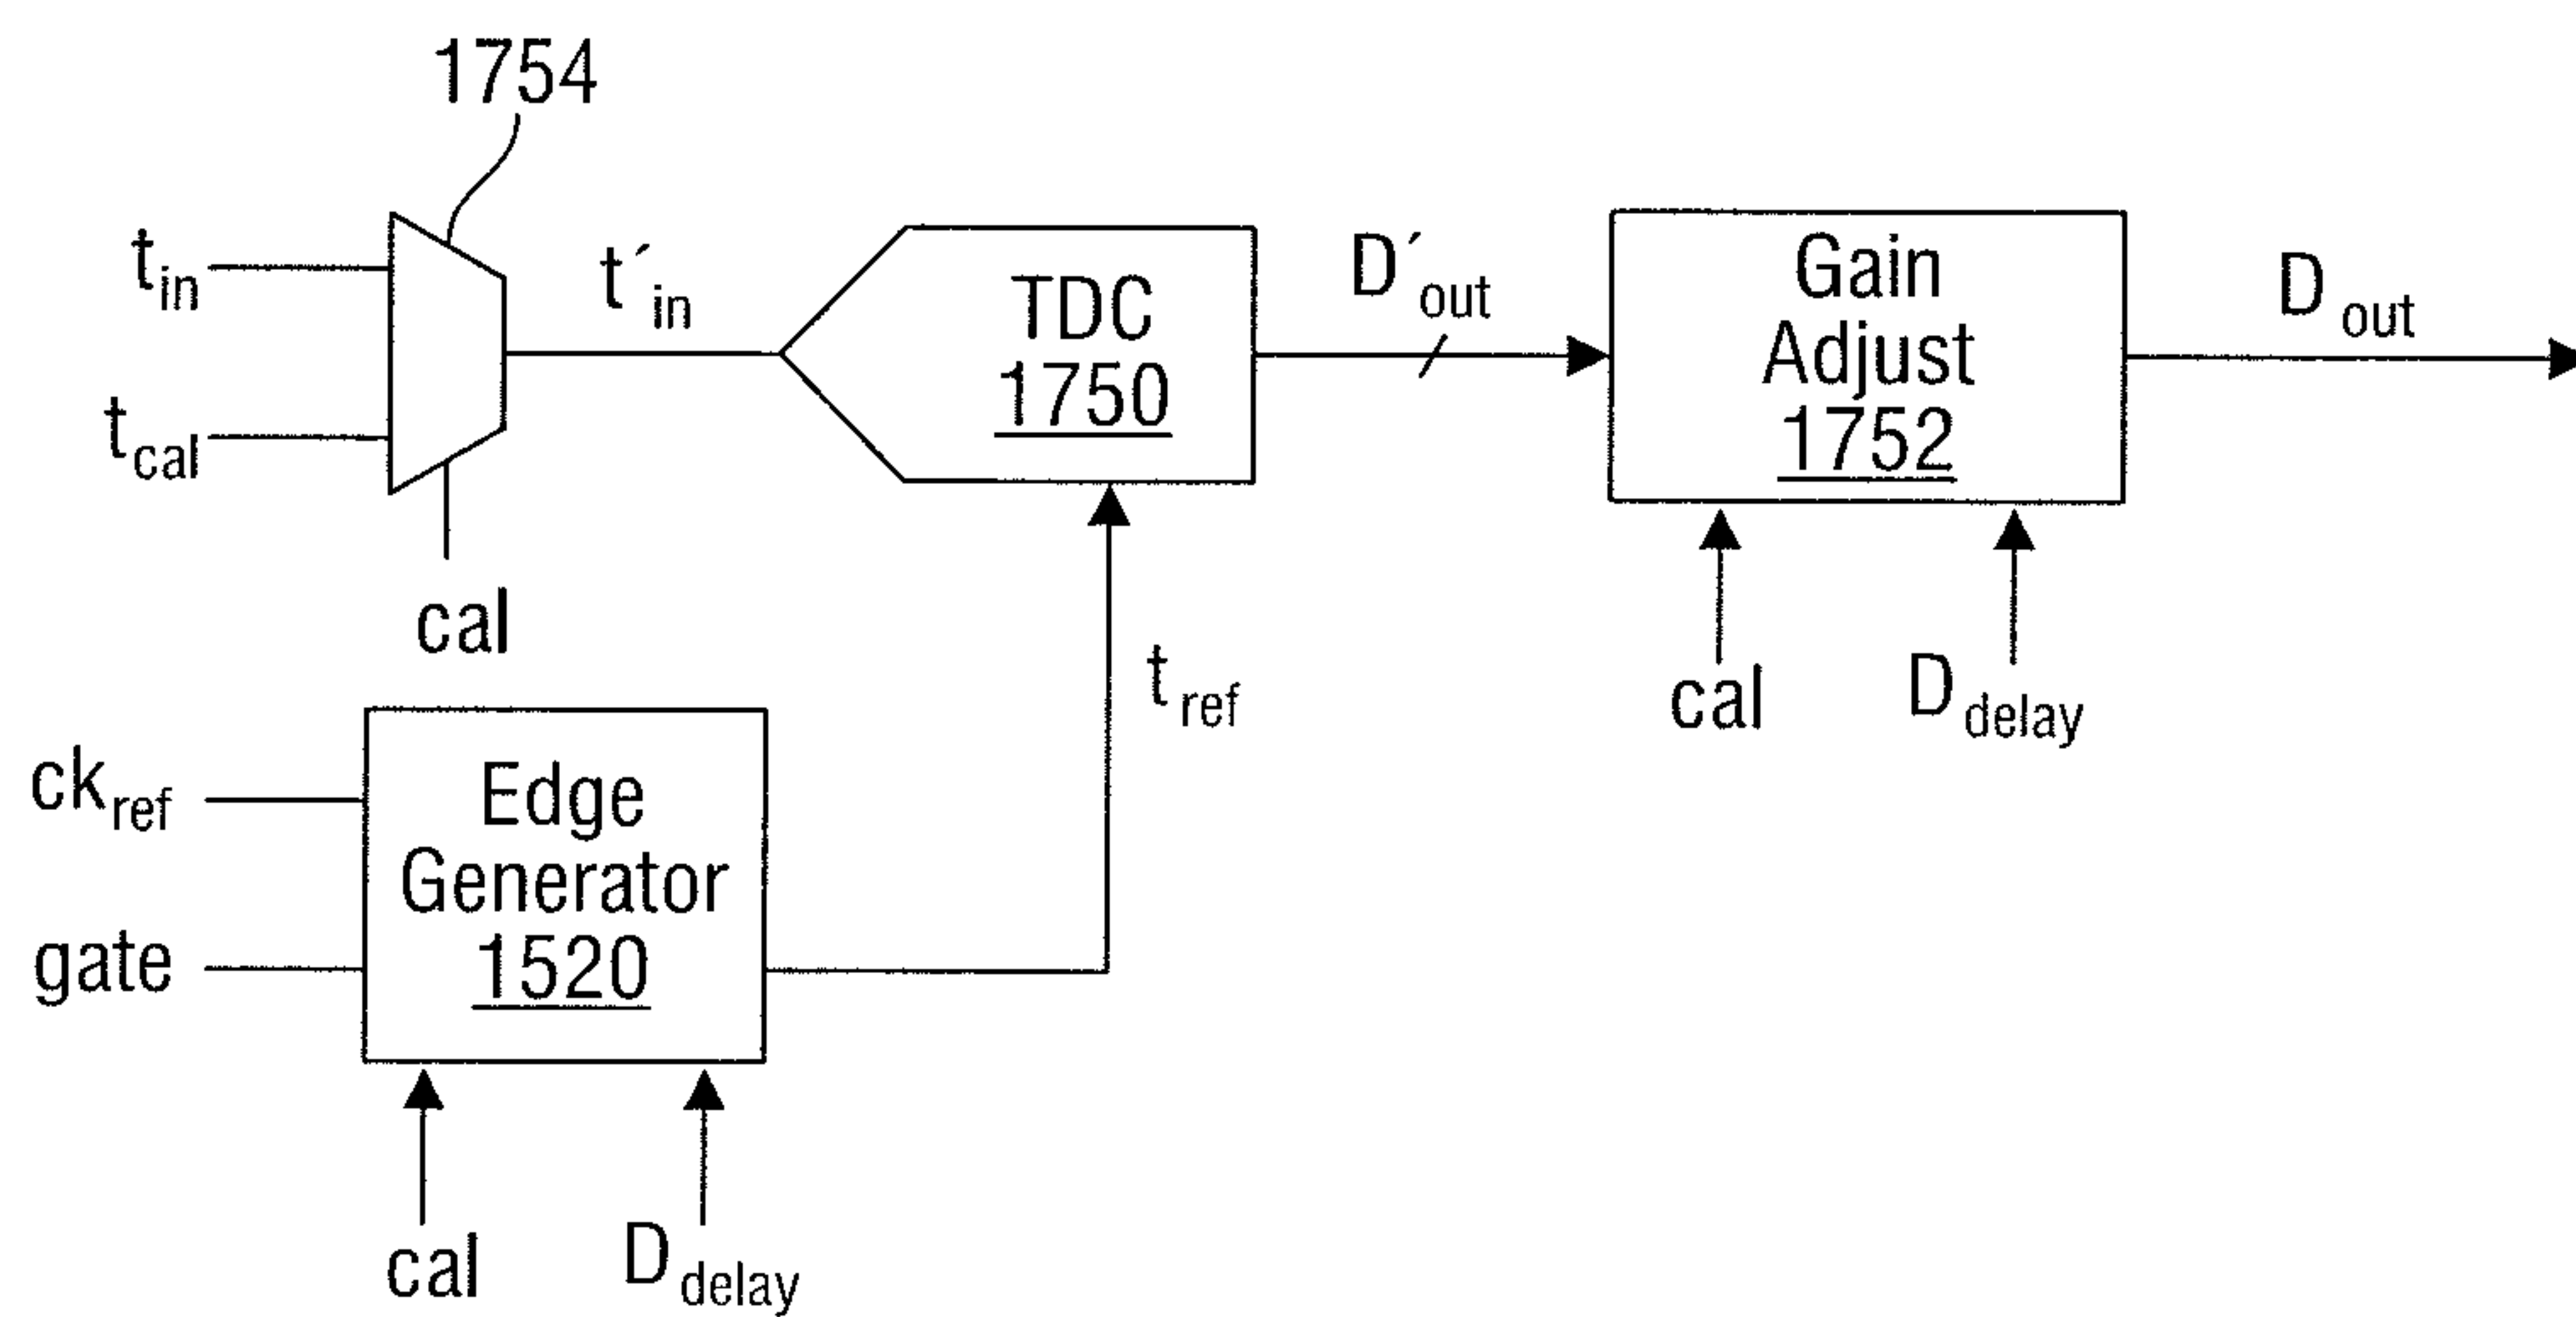 1754
t_in
t_cal
cal
t´_in
TDC
1750
D´_out
Gain
Adjust
1752
D_out
cal
D_delay
t_ref
ck_ref
gate
Edge
Generator
1520
cal
D_delay